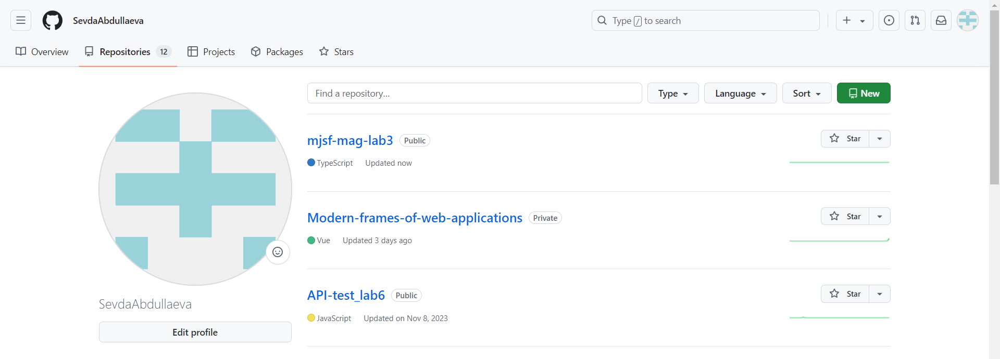 SevdaAbdullaeva
Type / to search
Overview
Repositories 12
Projects
Packages
Stars
Find a repository...
Type
Language
Sort
New
mjsf-mag-lab3 Public
Star
TypeScript Updated now
Modern-frames-of-web-applications Private
Star
Vue Updated 3 days ago
API-test_lab6 Public
Star
JavaScript Updated on Nov 8, 2023
SevdaAbdullaeva
Edit profile